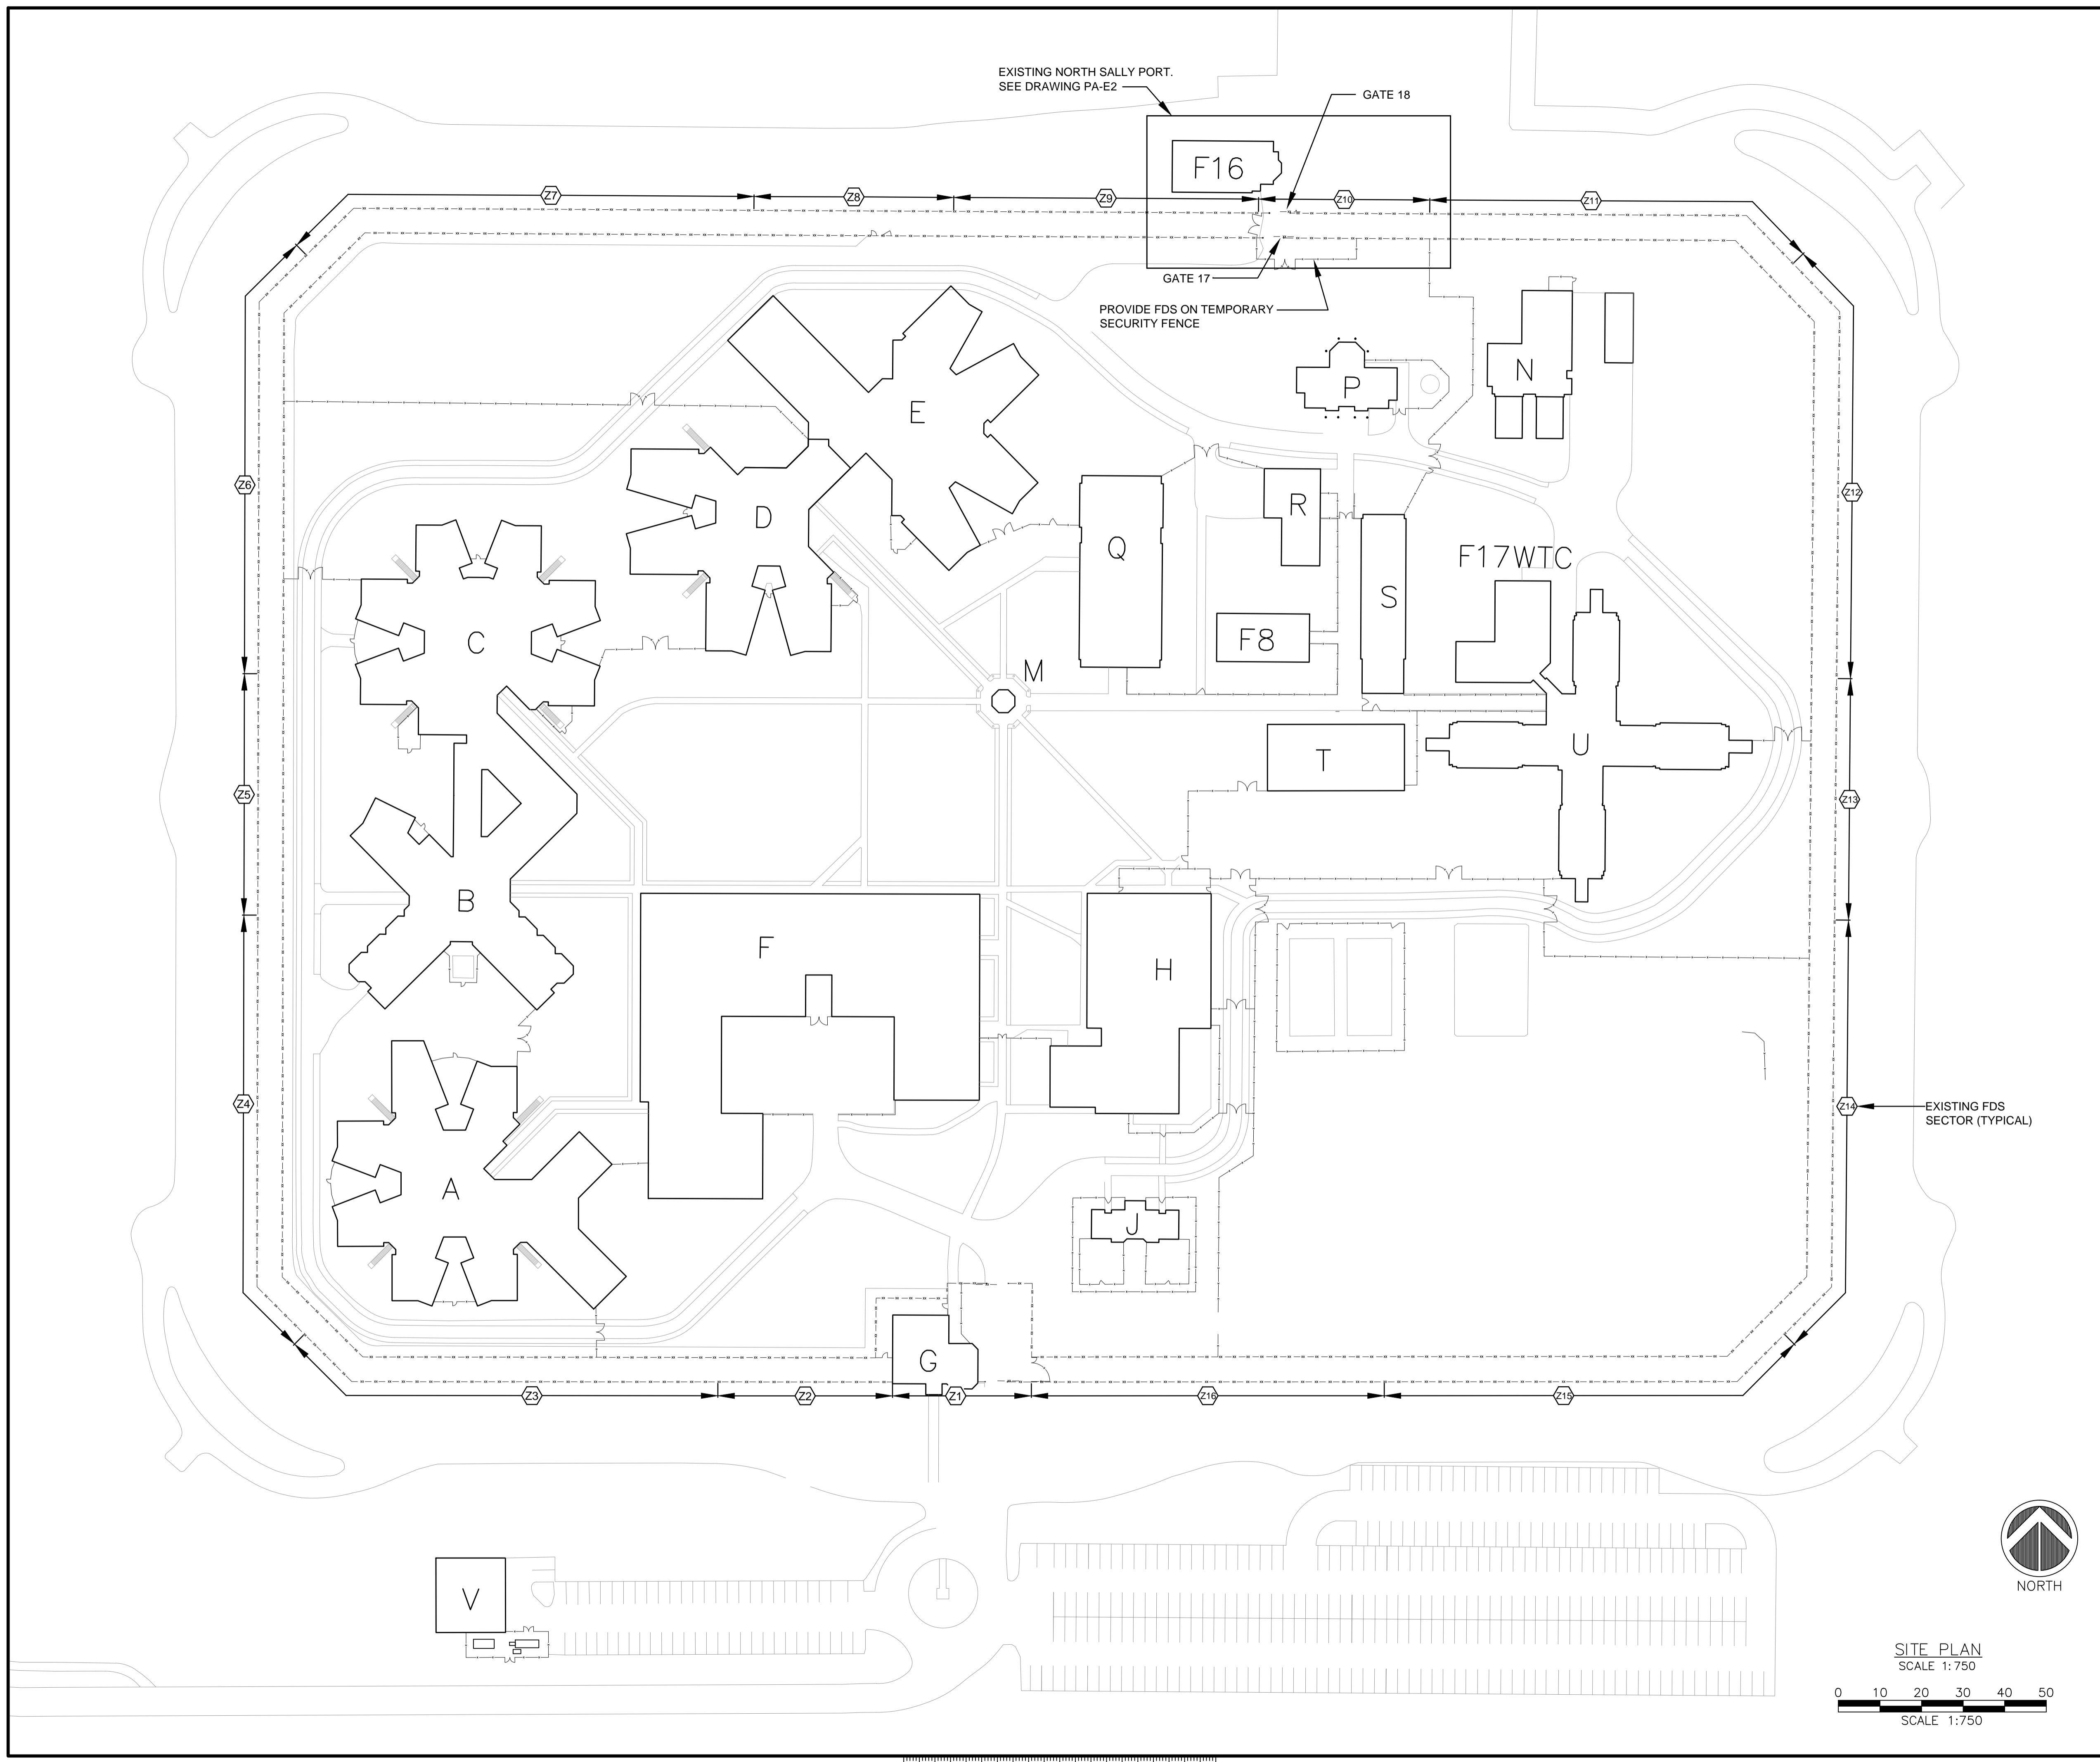 EXISTING NORTH SALLY PORT.
SEE DRAWING PA-E2
GATE 18
F16
Z7
Z8
Z9
Z10
Z11
GATE 17
PROVIDE FDS ON TEMPORARY
SECURITY FENCE
N
P
E
Z6
Z12
R
D
Q
F17WTC
S
C
F8
M
U
T
Z5
Z13
B
F
H
Z4
Z14
EXISTING FDS
SECTOR (TYPICAL)
A
J
G
Z3
Z2
Z1
Z16
Z15
V
NORTH
SITE PLAN
SCALE 1:750
0 10 20 30 40 50
SCALE 1:750